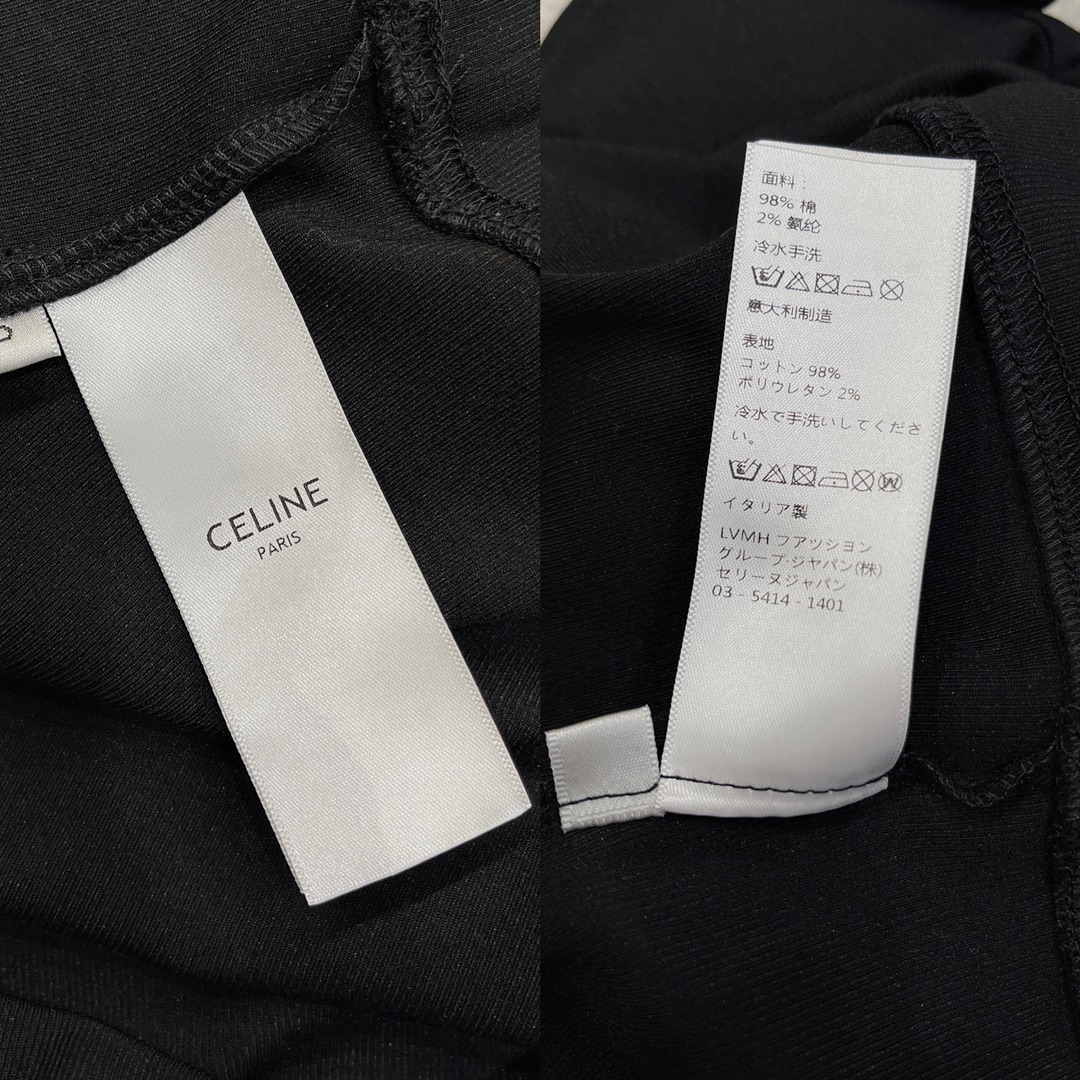 CELINE
PARIS
面料：
98% 棉
2% 氨纶
冷水手洗
意大利制造
表地
コットン 98%
ポリウレタン 2%
冷水で手洗いしてくださ
い。
W
イタリア製
LVMH ファッション
グループ·ジャパン(株)
セリーヌジャパン
03 - 5414 - 1401